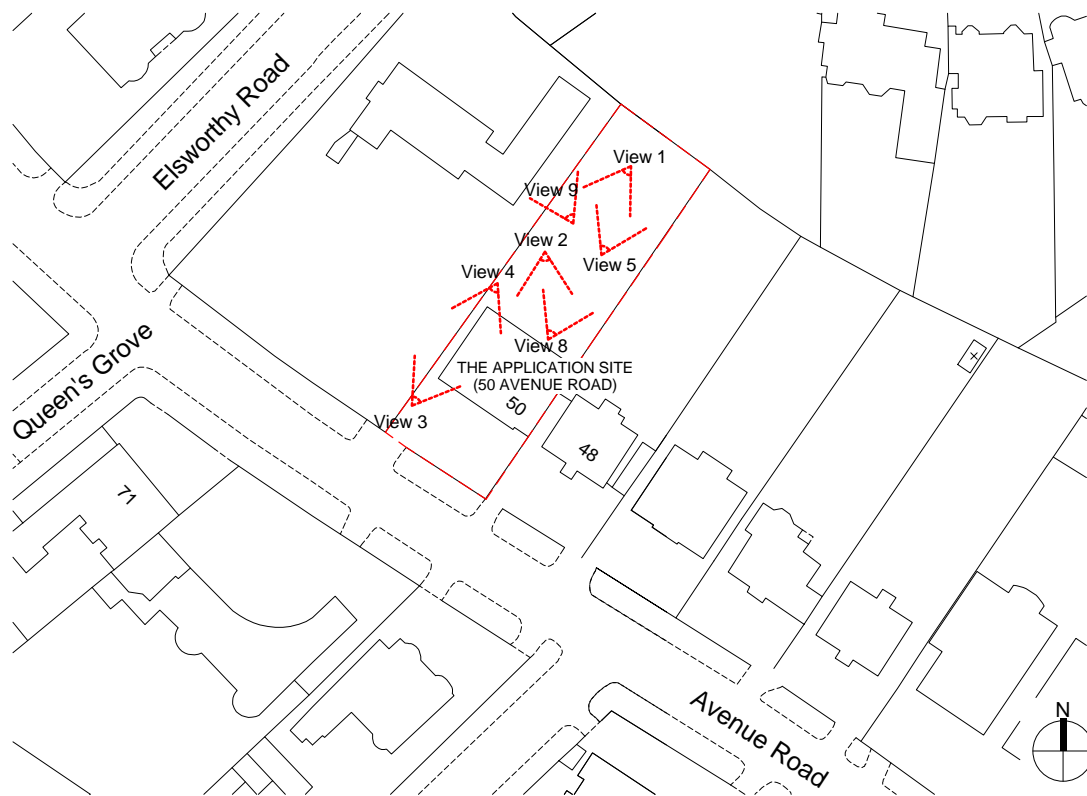 Elsworthy Road
View 1
View 9
View 2
View 5
View 4
View 8
THE APPLICATION SITE
(50 AVENUE ROAD)
50
View 3
48
Queen's Grove
71
Avenue Road
N